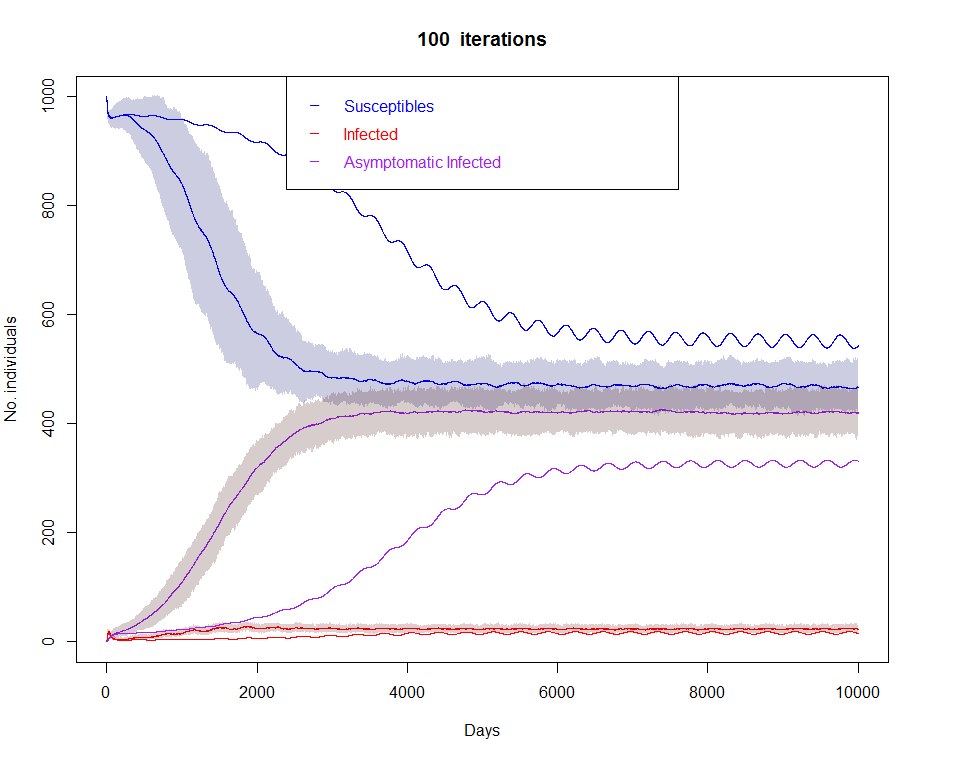 100 iterations
Susceptibles
Infected
Asymptomatic Infected
No. individuals
1000
800
600
400
200
0
0 2000 4000 6000 8000 10000
Days